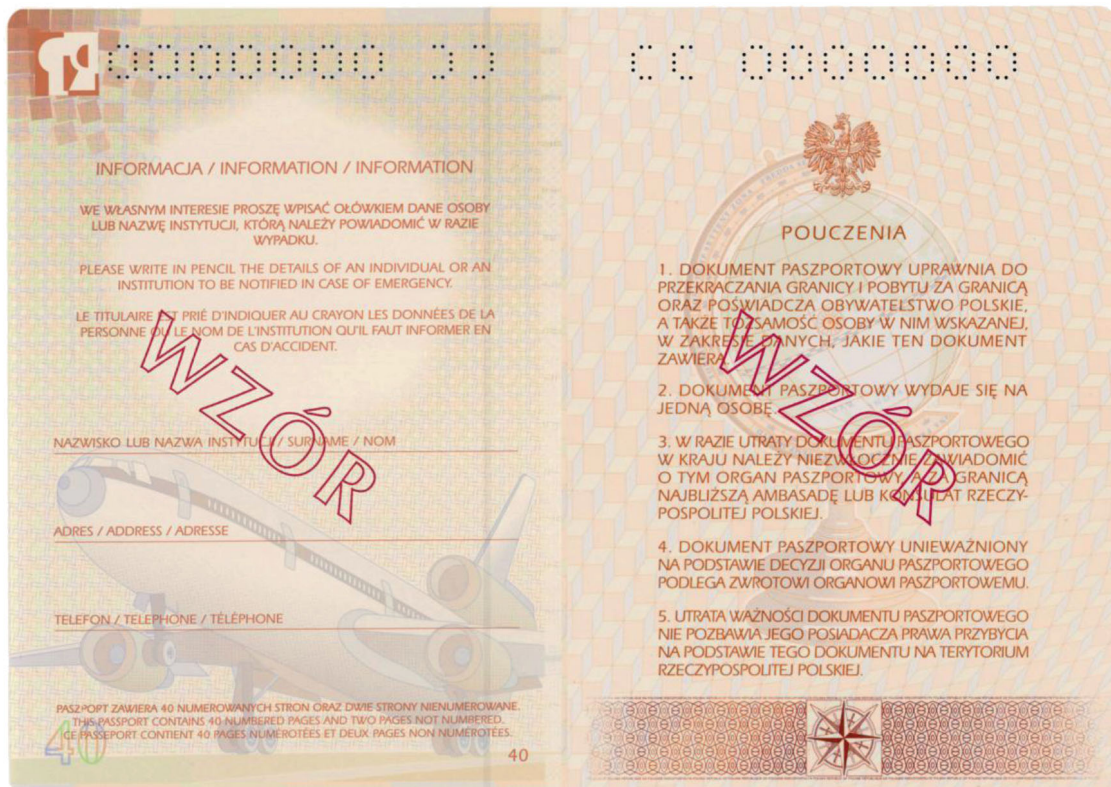 CC 0000000
INFORMACJA / INFORMATION / INFORMATION
WE WŁASNYM INTERESIE PROSZĘ WPISAĆ OŁÓWKIEM DANE OSOBY
LUB NAZWĘ INSTYTUCJI, KTÓRĄ NALEŻY POWIADOMIĆ W RAZIE
WYPADKU.
PLEASE WRITE IN PENCIL THE DETAILS OF AN INDIVIDUAL OR AN
INSTITUTION TO BE NOTIFIED IN CASE OF EMERGENCY.
LE TITULAIRE EST PRIÉ D'INDIQUER AU CRAYON LES DONNÉES DE LA
PERSONNE OU LE NOM DE L'INSTITUTION QU'IL FAUT INFORMER EN
CAS D'ACCIDENT.
WZÓR
NAZWISKO LUB NAZWA INSTYTUCJI / SURNAME / NOM
ADRES / ADDRESS / ADRESSE
TELEFON / TELEPHONE / TÉLÉPHONE
PASZPORT ZAWIERA 40 NUMEROWANYCH STRON ORAZ DWIE STRONY NIENUMEROWANE.
THIS PASSPORT CONTAINS 40 NUMBERED PAGES AND TWO PAGES NOT NUMBERED.
CE PASSEPORT CONTIENT 40 PAGES NUMÉROTÉES ET DEUX PAGES NON NUMÉROTÉES.
40
40
POUCZENIA
1. DOKUMENT PASZPORTOWY UPRAWNIA DO
PRZEKRACZANIA GRANICY I POBYTU ZA GRANICĄ
ORAZ POŚWIADCZA OBYWATELSTWO POLSKIE,
A TAKŻE TOŻSAMOŚĆ OSOBY W NIM WSKAZANEJ,
W ZAKRESIE DANYCH, JAKIE TEN DOKUMENT
ZAWIERA.
2. DOKUMENT PASZPORTOWY WYDAJE SIĘ NA
JEDNĄ OSOBĘ.
3. W RAZIE UTRATY DOKUMENTU PASZPORTOWEGO
W KRAJU NALEŻY NIEZWŁOCZNIE ZAWIADOMIĆ
O TYM ORGAN PASZPORTOWY, A ZA GRANICĄ
NAJBLIŻSZĄ AMBASADĘ LUB KONSULAT RZECZY-
POSPOLITEJ POLSKIEJ.
WZÓR
4. DOKUMENT PASZPORTOWY UNIEWAŻNIONY
NA PODSTAWIE DECYZJI ORGANU PASZPORTOWEGO
PODLEGA ZWROTOWI ORGANOWI PASZPORTOWEMU.
5. UTRATA WAŻNOŚCI DOKUMENTU PASZPORTOWEGO
NIE POZBAWIA JEGO POSIADACZA PRAWA PRZYBYCIA
NA PODSTAWIE TEGO DOKUMENTU NA TERYTORIUM
RZECZYPOSPOLITEJ POLSKIEJ.